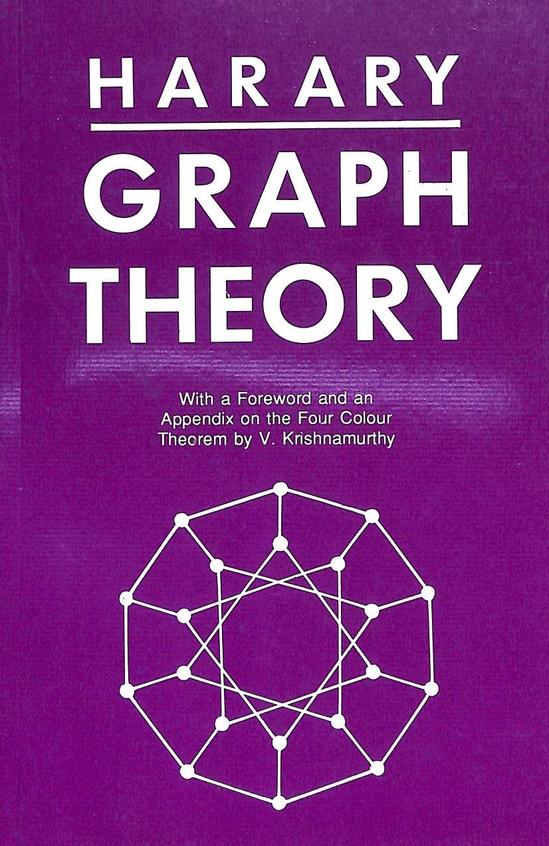 HARARY
GRAPH
THEORY
With a Foreword and an
Appendix on the Four Colour
Theorem by V. Krishnamurthy